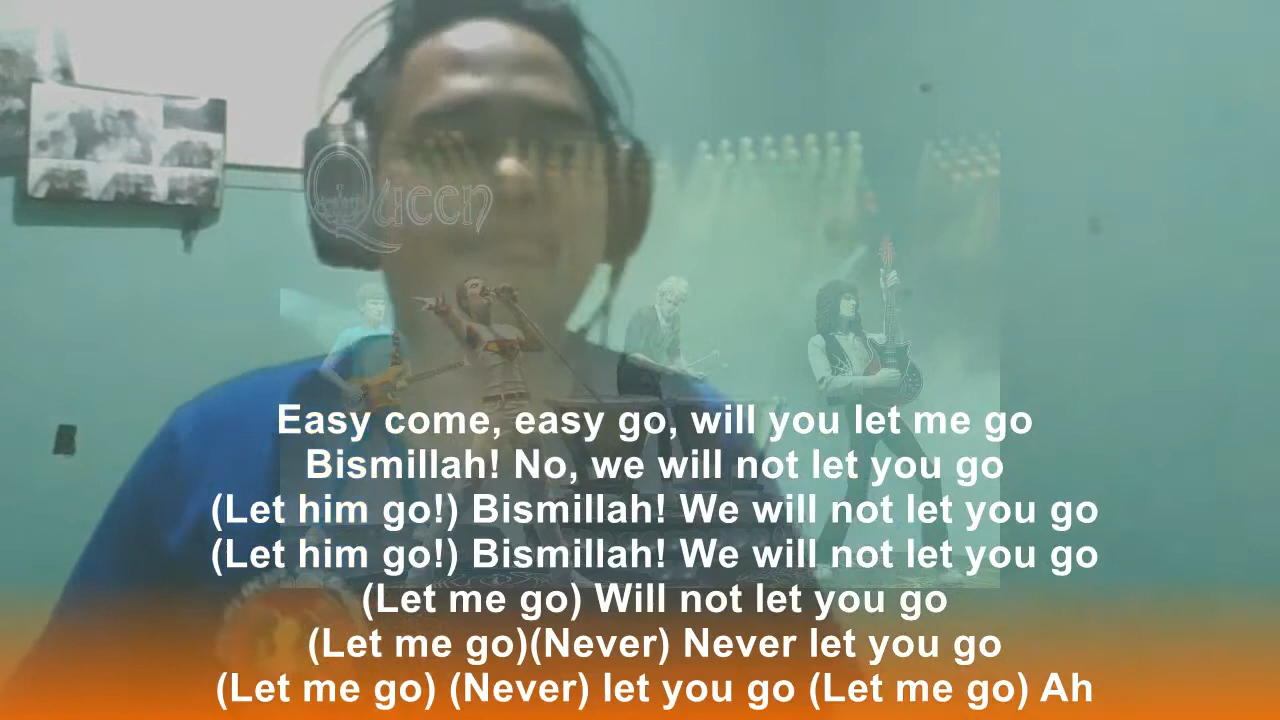 Queen
Easy come, easy go, will you let me go
Bismillah! No, we will not let you go
(Let him go!) Bismillah! We will not let you go
(Let him go!) Bismillah! We will not let you go
(Let me go) Will not let you go
(Let me go)(Never) Never let you go
(Let me go) (Never) let you go (Let me go) Ah